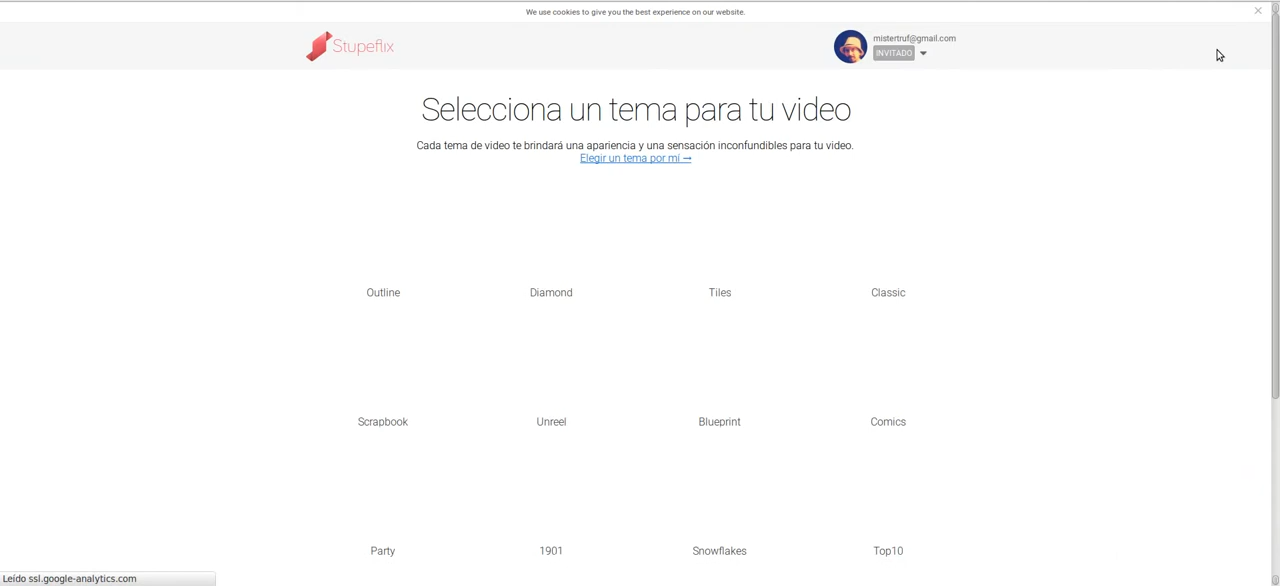 We use cookies to give you the best experience on our website.
Stupeflix
mistertruf@gmail.com
INVITADO
Selecciona un tema para tu video
Cada tema de video te brindará una apariencia y una sensación inconfundibles para tu video.
Elegir un tema por mí →
Outline Diamond Tiles Classic
Scrapbook Unreel Blueprint Comics
Party 1901 Snowflakes Top10
Leído ssl.google-analytics.com